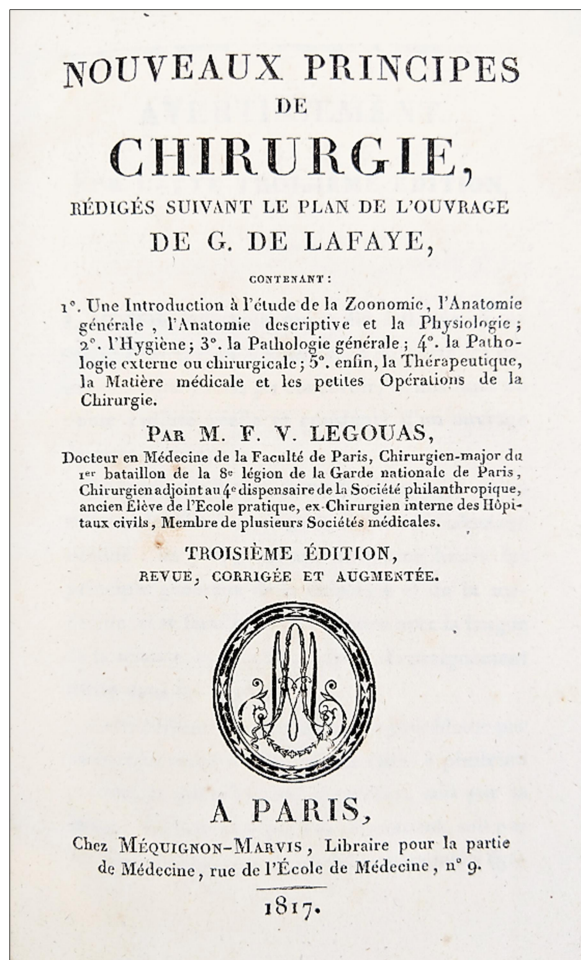 NOUVEAUX PRINCIPES
DE
CHIRURGIE,
RÉDIGÉS SUIVANT LE PLAN DE L'OUVRAGE
DE G. DE LAFAYE,
CONTENANT :
1°. Une Introduction à l'étude de la Zoonomie, l'Anatomie
générale, l'Anatomie descriptive et la Physiologie;
2°. l'Hygiène; 3°. la Pathologie générale; 4°. la Patho-
logie externe ou chirurgicale; 5°. enfin, la Thérapeutique,
la Matière médicale et les petites Opérations de la
Chirurgie.
PAR M. F. V. LEGOUAS,
Docteur en Médecine de la Faculté de Paris, Chirurgien-major du
1er bataillon de la 8e légion de la Garde nationale de Paris,
Chirurgien adjoint au 4e dispensaire de la Société philanthropique,
ancien Élève de l'Ecole pratique, ex-Chirurgien interne des Hôpi-
taux civils, Membre de plusieurs Sociétés médicales.
TROISIÈME ÉDITION,
REVUE, CORRIGÉE ET AUGMENTÉE.
A PARIS,
Chez MÉQUIGNON-MARVIS, Libraire pour la partie
de Médecine, rue de l'École de Médecine, n° 9.
1817.